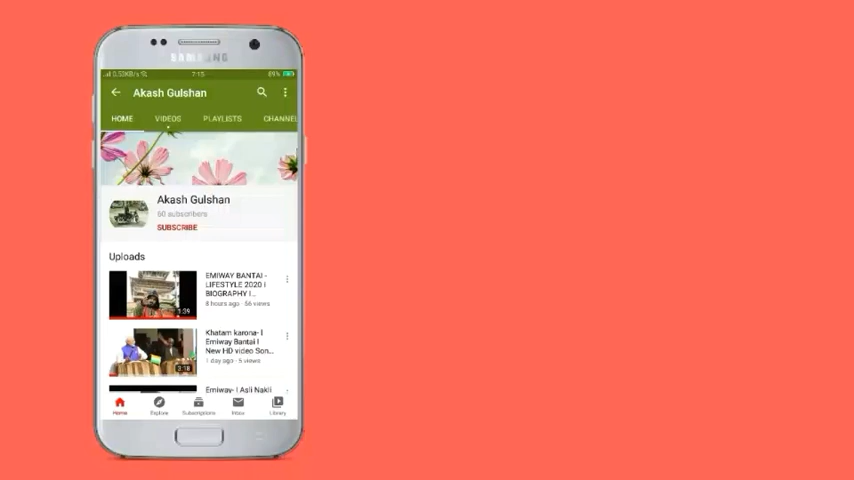 SAMSUNG
0.53KB/s 7:15 89%
Akash Gulshan
HOME VIDEOS PLAYLISTS CHANNEL
Akash Gulshan
60 subscribers
SUBSCRIBE
Uploads
EMIWAY BANTAI -
LIFESTYLE 2020 I
BIOGRAPHY I...
8 hours ago · 56 views
1:39
Khatam karona- I
Emiway Bantai I
New HD video Son...
1 day ago · 5 views
3:18
Emiway- I Asli Nakli
Home Explore Subscriptions Inbox Library